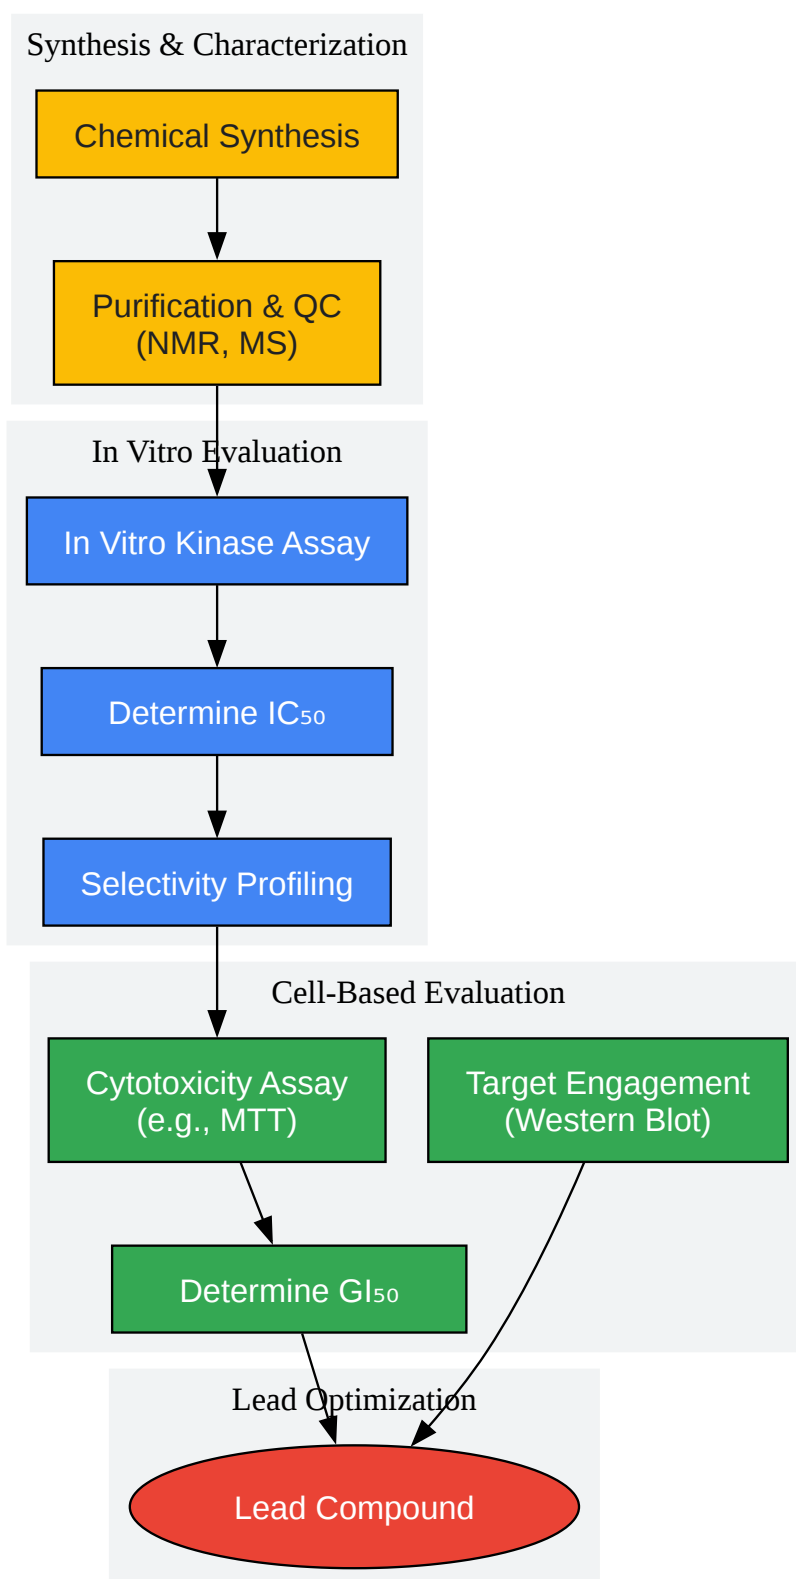 Synthesis & Characterization
Chemical Synthesis
Purification & QC
(NMR, MS)
In Vitro Evaluation
In Vitro Kinase Assay
Determine IC₅₀
Selectivity Profiling
Cell-Based Evaluation
Cytotoxicity Assay
(e.g., MTT)
Target Engagement
(Western Blot)
Determine GI₅₀
Lead Optimization
Lead Compound